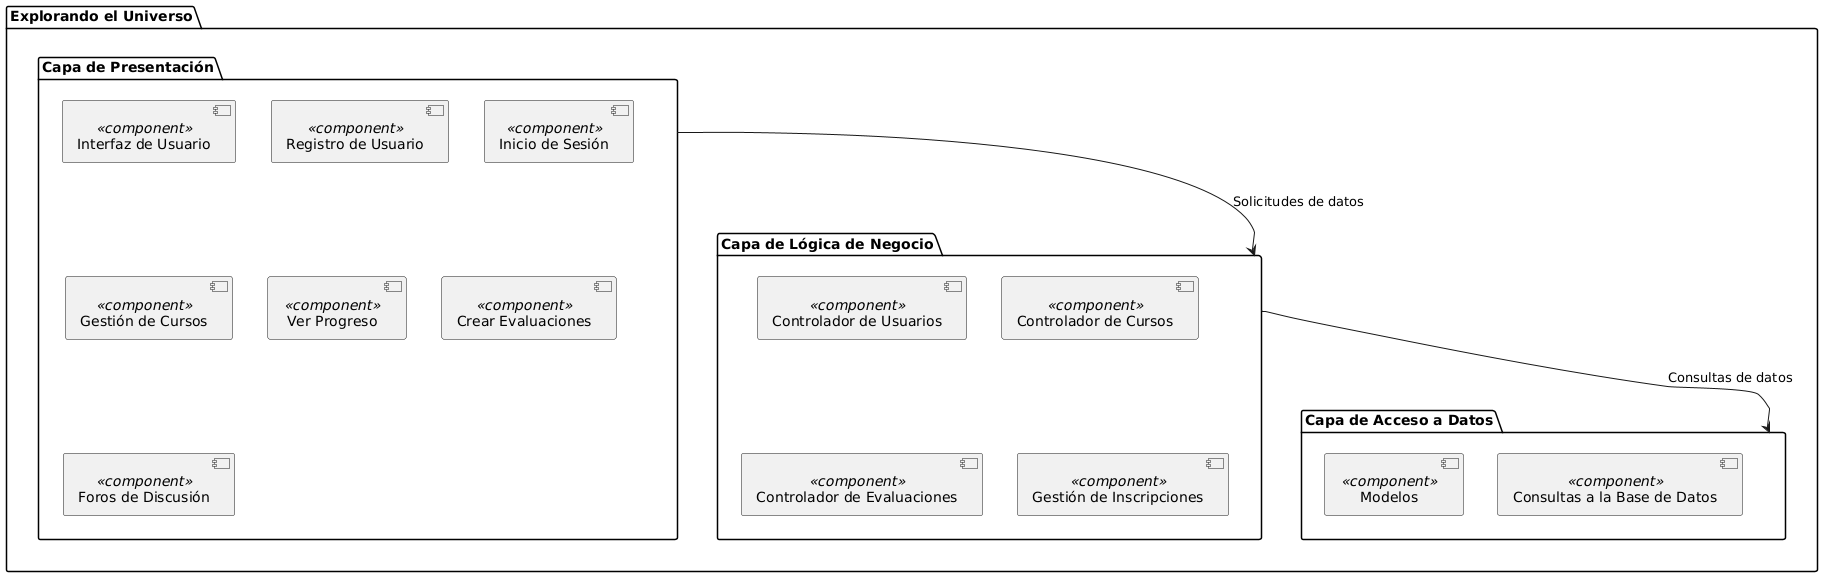 Explorando el Universo
Capa de Presentación
«component»
Interfaz de Usuario
«component»
Registro de Usuario
«component»
Inicio de Sesión
«component»
Gestión de Cursos
«component»
Ver Progreso
«component»
Crear Evaluaciones
«component»
Foros de Discusión
Solicitudes de datos
Capa de Lógica de Negocio
«component»
Controlador de Usuarios
«component»
Controlador de Cursos
«component»
Controlador de Evaluaciones
«component»
Gestión de Inscripciones
Consultas de datos
Capa de Acceso a Datos
«component»
Modelos
«component»
Consultas a la Base de Datos